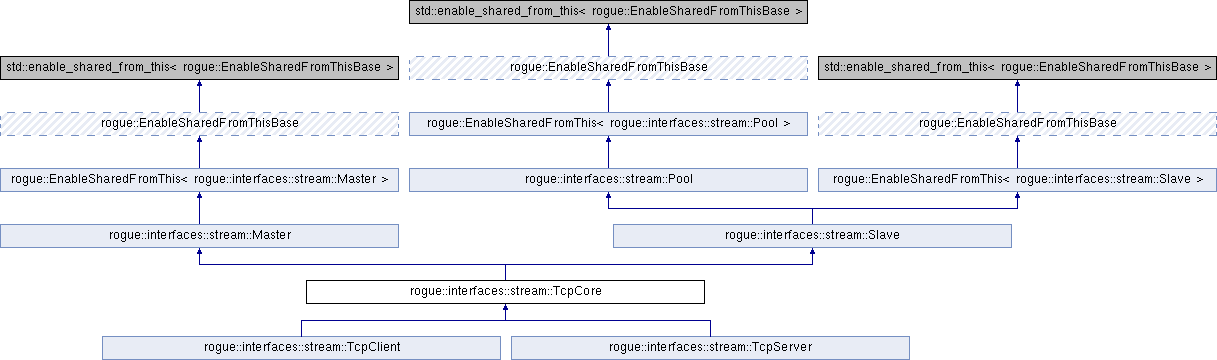 std::enable_shared_from_this< rogue::EnableSharedFromThisBase >
std::enable_shared_from_this< rogue::EnableSharedFromThisBase >
rogue::EnableSharedFromThisBase
std::enable_shared_from_this< rogue::EnableSharedFromThisBase >
rogue::EnableSharedFromThisBase
rogue::EnableSharedFromThis< rogue::interfaces::stream::Pool >
rogue::EnableSharedFromThisBase
rogue::EnableSharedFromThis< rogue::interfaces::stream::Master >
rogue::interfaces::stream::Pool
rogue::EnableSharedFromThis< rogue::interfaces::stream::Slave >
rogue::interfaces::stream::Master
rogue::interfaces::stream::Slave
rogue::interfaces::stream::TcpCore
rogue::interfaces::stream::TcpClient
rogue::interfaces::stream::TcpServer